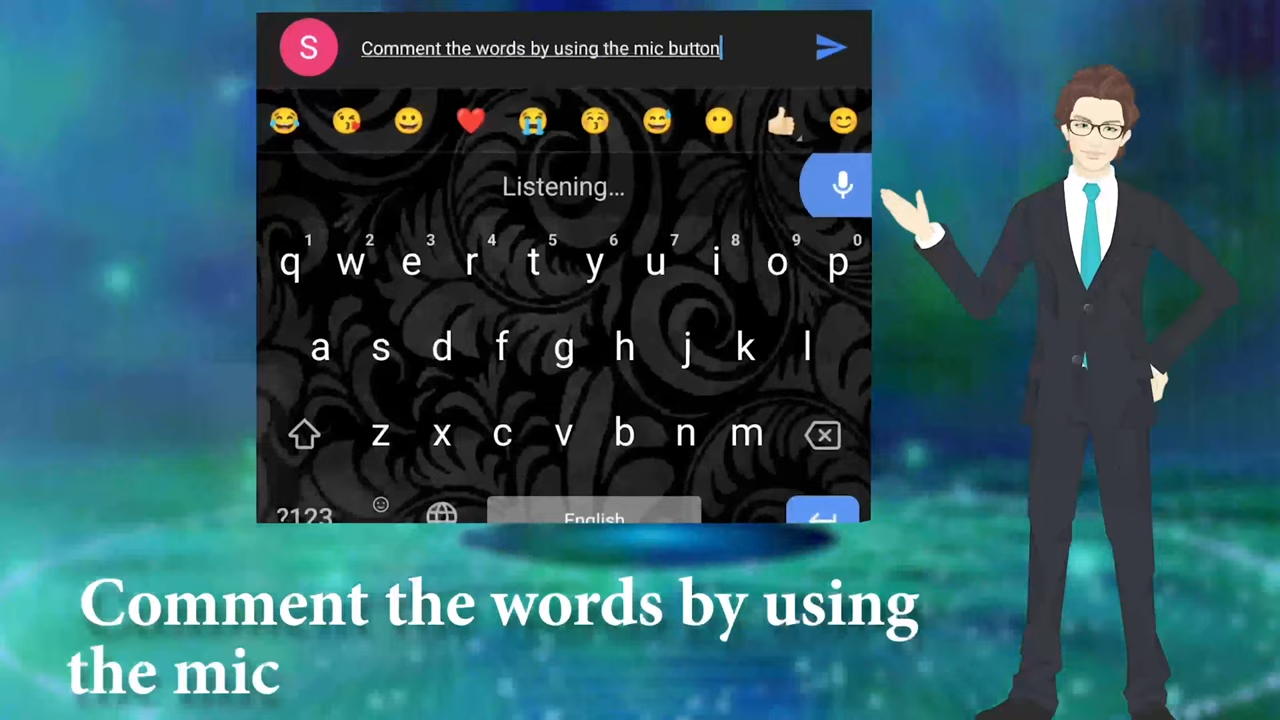 S Comment the words by using the mic button
😂 😘 😀 ❤️ 😭 😚 😅 😶 👍🏻 😊
Listening...
1 2 3 4 5 6 7 8 9 0
q w e r t y u i o p
a s d f g h j k l
z x c v b n m
?123 English
Comment the words by using
the mic